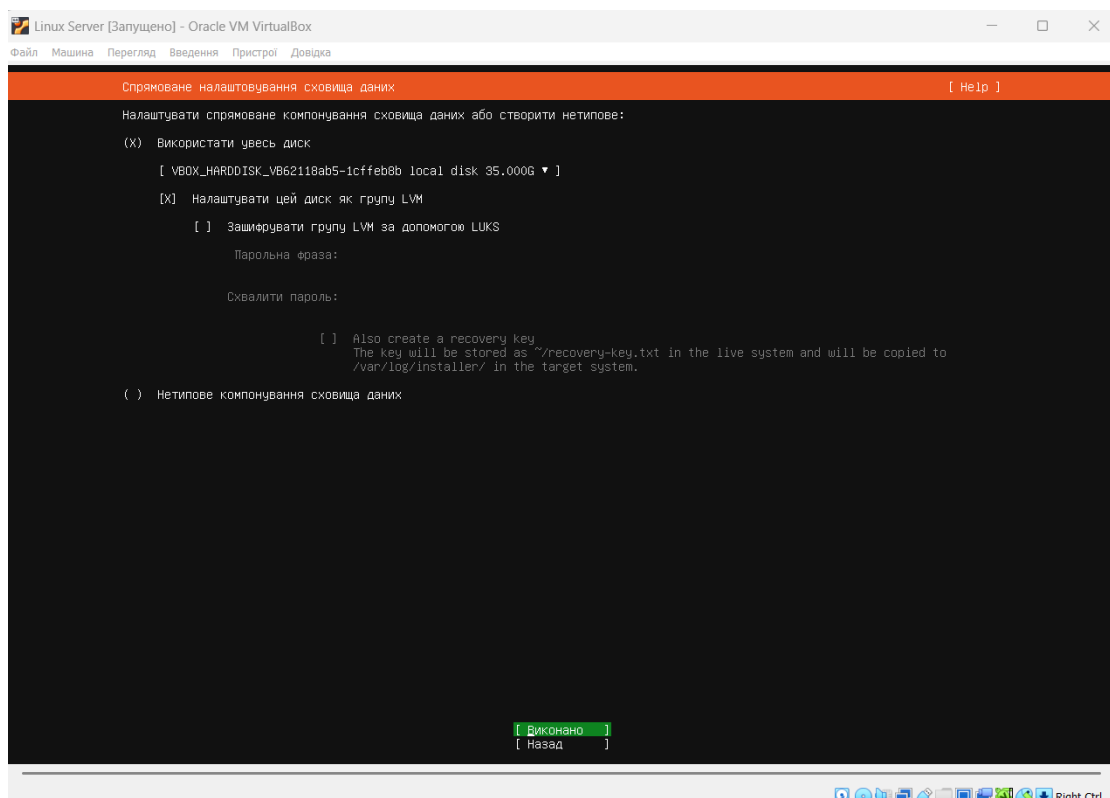 Linux Server [Запущено] - Oracle VM VirtualBox
Файл Машина Перегляд Введення Пристрої Довідка
Спрямоване налаштовування сховища даних [ Help ]
Налаштувати спрямоване компонування сховища даних або створити нетипове:
(X) Використати увесь диск
[ VBOX_HARDDISK_VB62118ab5-1cffeb8b local disk 35.000G ▼ ]
[X] Налаштувати цей диск як групу LVM
[ ] Зашифрувати групу LVM за допомогою LUKS
Парольна фраза:
Схвалити пароль:
[ ] Also create a recovery key
The key will be stored as ~/recovery-key.txt in the live system and will be copied to
/var/log/installer/ in the target system.
( ) Нетипове компонування сховища даних
[ Виконано ]
[ Назад ]
Right Ctrl